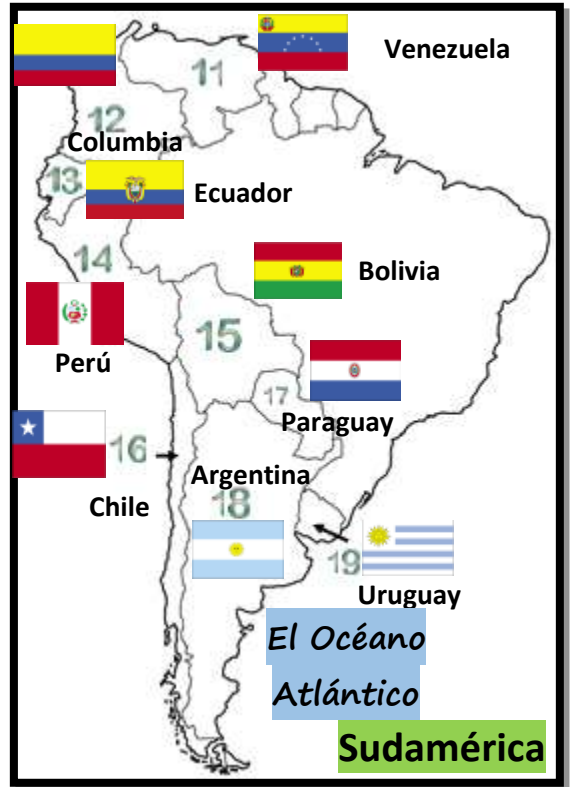 Venezuela
11
12
Columbia
13
Ecuador
14
Bolivia
15
Perú
17
Paraguay
16
Argentina
Chile
18
19
Uruguay
El Océano
Atlántico
Sudamérica